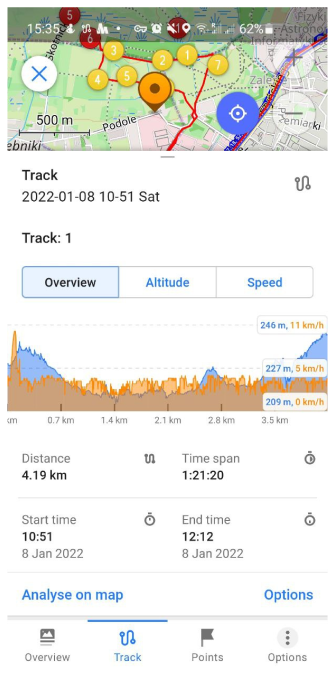 5
Fizyki
15:35
62%
6
Astronom
Informat
3
2
1
7
4
5
Zale
500 m
Podole
zemiarki
ebniki
Track
2022-01-08 10-51 Sat
Track: 1
Overview
Altitude
Speed
246 m, 11 km/h
227 m, 5 km/h
209 m, 0 km/h
km 0.7 km 1.4 km 2.1 km 2.8 km 3.5 km
Distance
4.19 km
Time span
1:21:20
Start time
10:51
8 Jan 2022
End time
12:12
8 Jan 2022
Analyse on map
Options
Overview
Track
Points
Options